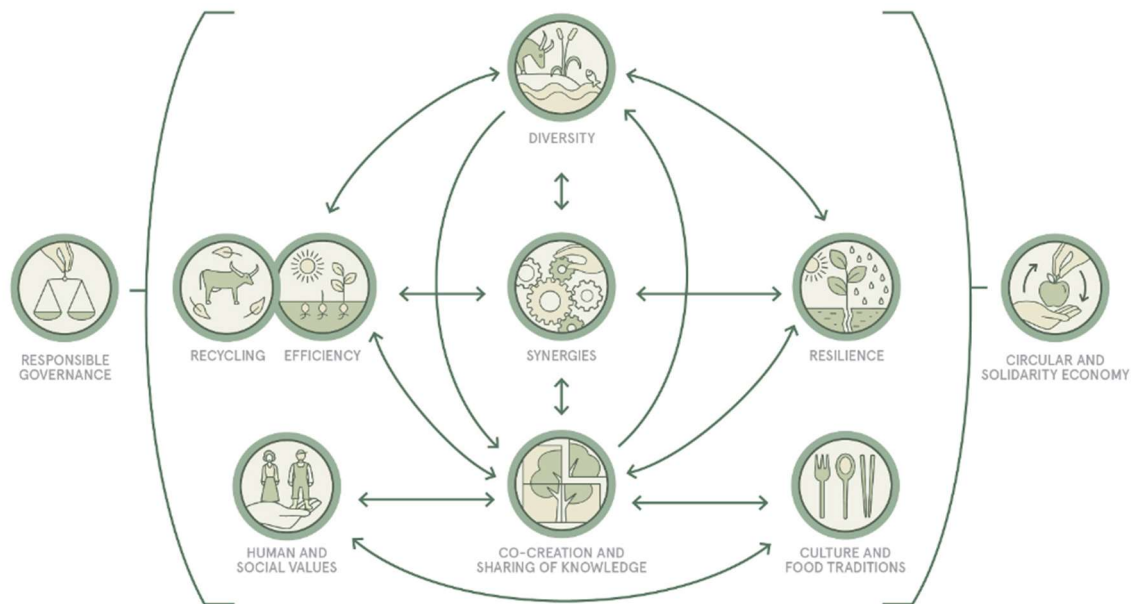 DIVERSITY
RESPONSIBLE
GOVERNANCE
RECYCLING
EFFICIENCY
SYNERGIES
RESILIENCE
CIRCULAR AND
SOLIDARITY ECONOMY
HUMAN AND
SOCIAL VALUES
CO-CREATION AND
SHARING OF KNOWLEDGE
CULTURE AND
FOOD TRADITIONS